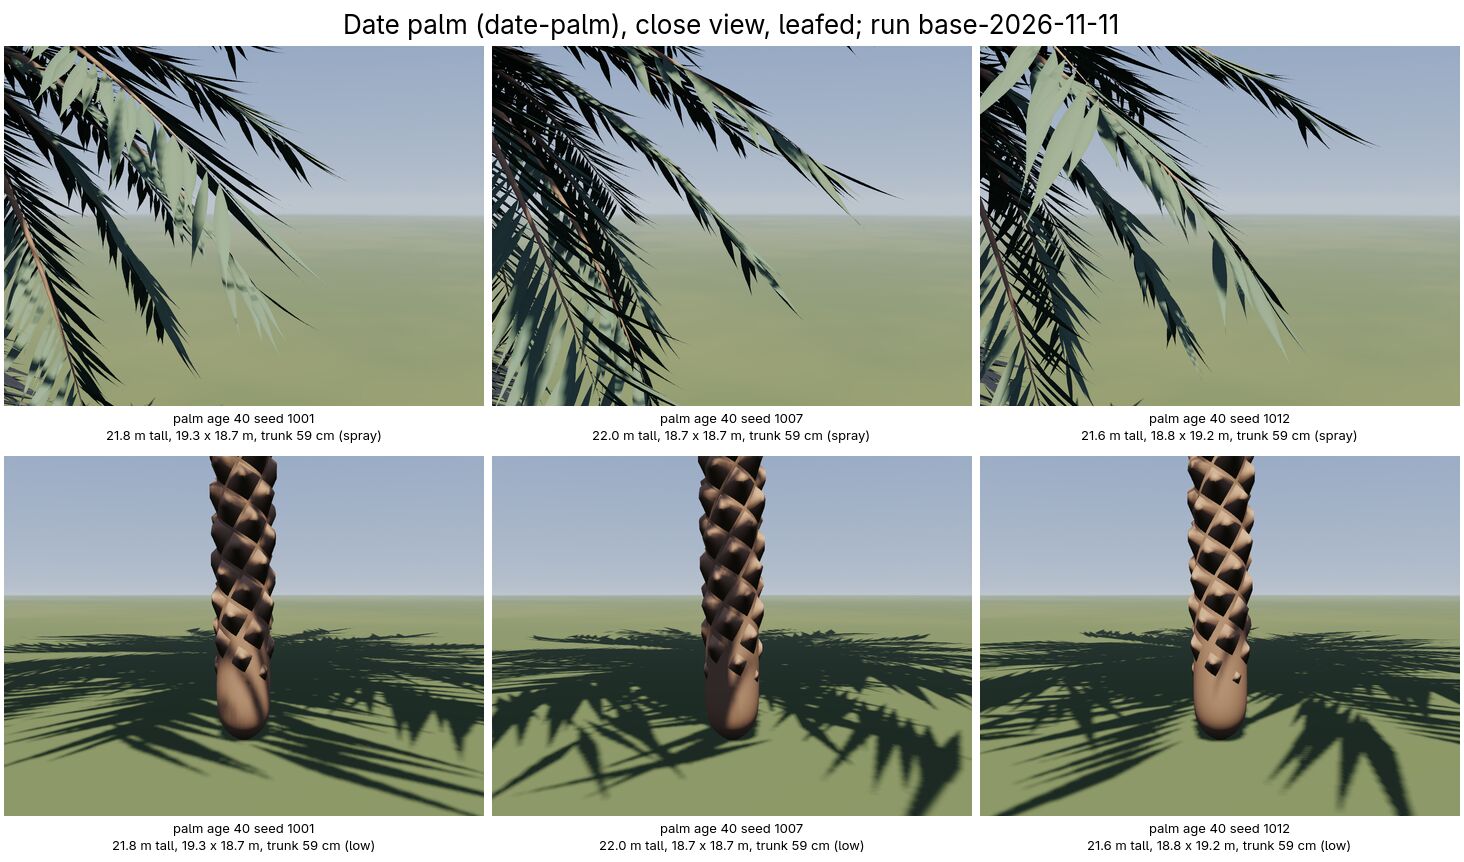 Date palm (date-palm), close view, leafed; run base-2026-11-11
palm age 40 seed 1001
21.8 m tall, 19.3 x 18.7 m, trunk 59 cm (spray)
palm age 40 seed 1007
22.0 m tall, 18.7 x 18.7 m, trunk 59 cm (spray)
palm age 40 seed 1012
21.6 m tall, 18.8 x 19.2 m, trunk 59 cm (spray)
palm age 40 seed 1001
21.8 m tall, 19.3 x 18.7 m, trunk 59 cm (low)
palm age 40 seed 1007
22.0 m tall, 18.7 x 18.7 m, trunk 59 cm (low)
palm age 40 seed 1012
21.6 m tall, 18.8 x 19.2 m, trunk 59 cm (low)